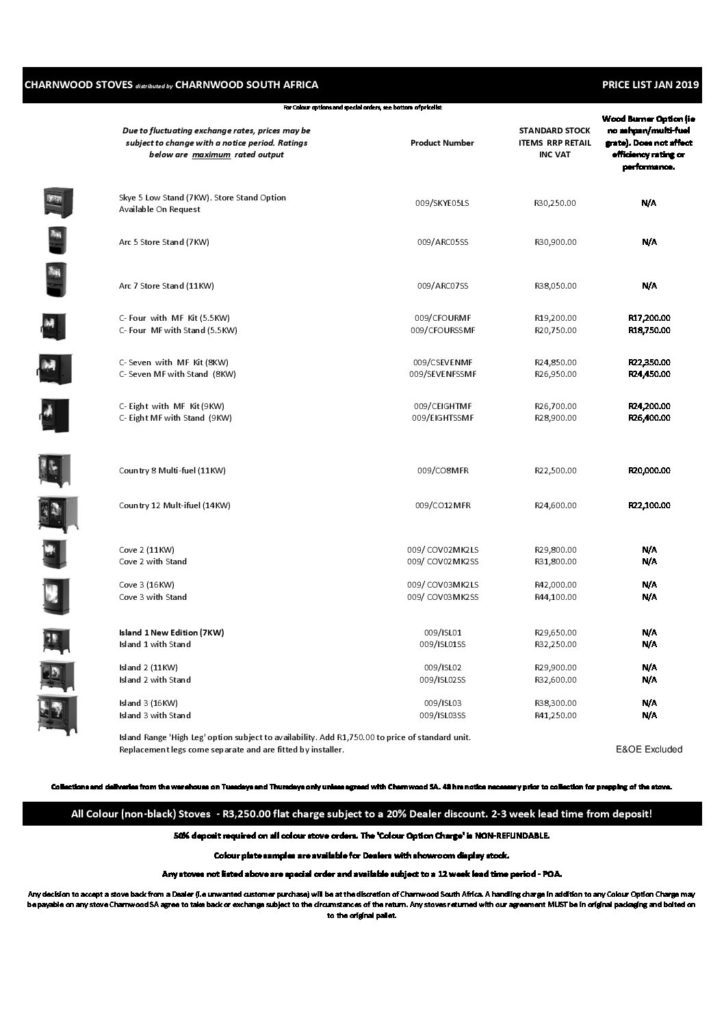 CHARNWOOD STOVES distributed by CHARNWOOD SOUTH AFRICA PRICE LIST JAN 2019
For Colour options and special orders, see bottom of pricelist
Due to fluctuating exchange rates, prices may be subject to change with a notice period. Ratings below are maximum rated output
Product Number
STANDARD STOCK ITEMS RRP RETAIL INC VAT
Wood Burner Option (ie no ashpan/multi-fuel grate). Does not affect efficiency rating or performance.
Skye 5 Low Stand (7KW). Store Stand Option Available On Request 009/SKYE05LS R30,250.00 N/A
Arc 5 Store Stand (7KW) 009/ARC05SS R30,900.00 N/A
Arc 7 Store Stand (11KW) 009/ARC07SS R38,050.00 N/A
C- Four with MF Kit (5.5KW) 009/CFOURMF R19,200.00 R17,200.00
C- Four MF with Stand (5.5KW) 009/CFOURSSMF R20,750.00 R18,750.00
C- Seven with MF Kit (8KW) 009/CSEVENMF R24,850.00 R22,350.00
C- Seven MF with Stand (8KW) 009/SEVENFSSMF R26,950.00 R24,450.00
C- Eight with MF Kit (9KW) 009/CEIGHTMF R26,700.00 R24,200.00
C- Eight MF with Stand (9KW) 009/EIGHTSSMF R28,900.00 R26,400.00
Country 8 Multi-fuel (11KW) 009/CO8MFR R22,500.00 R20,000.00
Country 12 Mult-ifuel (14KW) 009/CO12MFR R24,600.00 R22,100.00
Cove 2 (11KW) 009/ COV02MK2LS R29,800.00 N/A
Cove 2 with Stand 009/ COV02MK2SS R31,800.00 N/A
Cove 3 (16KW) 009/ COV03MK2LS R42,000.00 N/A
Cove 3 with Stand 009/ COV03MK2SS R44,100.00 N/A
Island 1 New Edition (7KW) 009/ISL01 R29,650.00 N/A
Island 1 with Stand 009/ISL01SS R32,250.00 N/A
Island 2 (11KW) 009/ISL02 R29,900.00 N/A
Island 2 with Stand 009/ISL02SS R32,600.00 N/A
Island 3 (16KW) 009/ISL03 R38,300.00 N/A
Island 3 with Stand 009/ISL03SS R41,250.00 N/A
Island Range 'High Leg' option subject to availability. Add R1,750.00 to price of standard unit.
Replacement legs come separate and are fitted by installer. E&OE Excluded
Collections and deliveries from the warehouse on Tuesdays and Thursdays only unless agreed with Charnwood SA. 48 hrs notice necessary prior to collection for prepping of the stove.
All Colour (non-black) Stoves - R3,250.00 flat charge subject to a 20% Dealer discount. 2-3 week lead time from deposit!
50% deposit required on all colour stove orders. The 'Colour Option Charge' is NON-REFUNDABLE.
Colour plate samples are available for Dealers with showroom display stock.
Any stoves not listed above are special order and available subject to a 12 week lead time period - POA.
Any decision to accept a stove back from a Dealer (i.e unwanted customer purchase) will be at the discretion of Charnwood South Africa. A handling charge in addition to any Colour Option Charge may
be payable on any stove Charnwood SA agree to take back or exchange subject to the circumstances of the return. Any stoves returned with our agreement MUST be in original packaging and bolted on
to the original pallet.